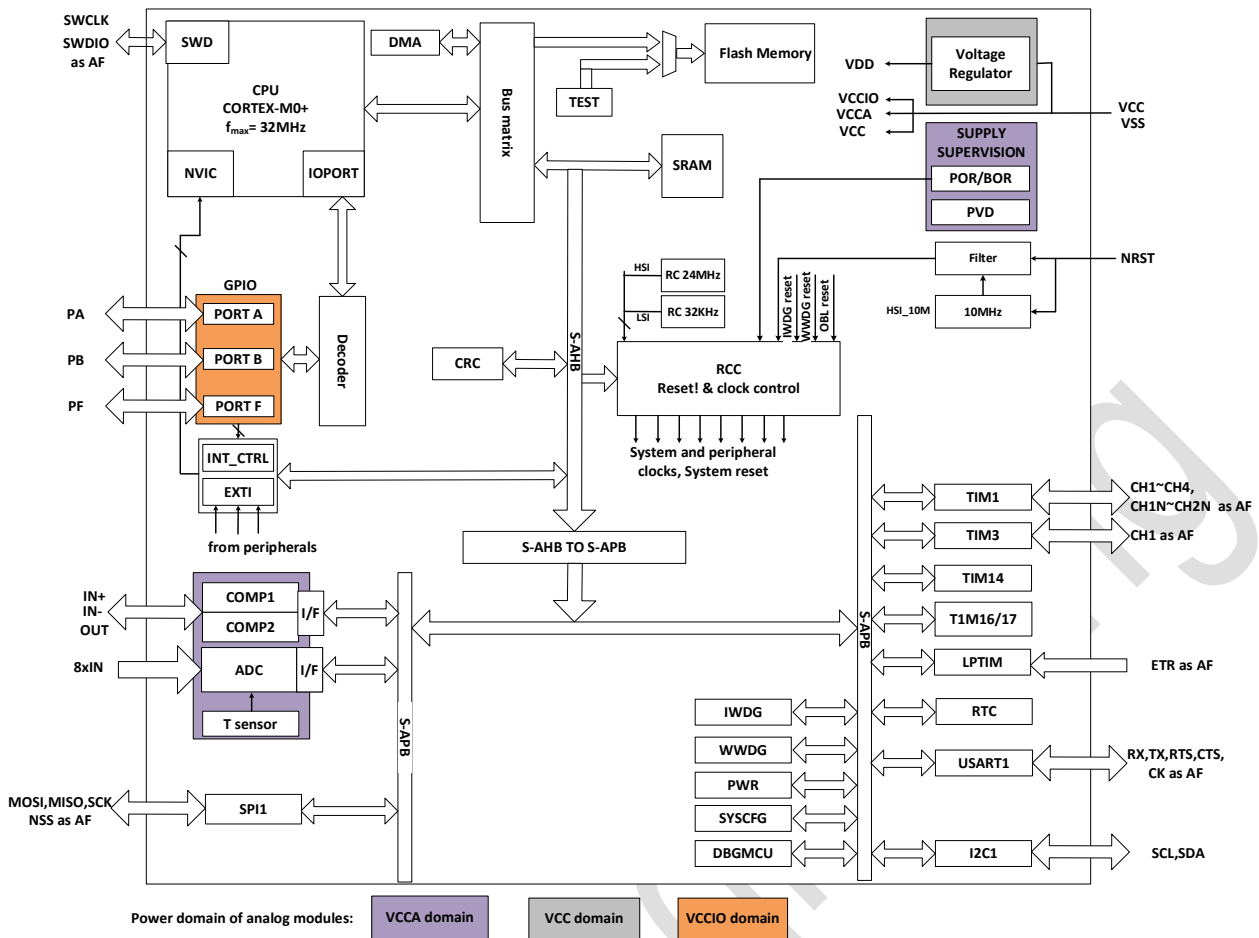 SWCLK
SWDIO
as AF
SWD
CPU
CORTEX-M0+
fmax= 32MHz
NVIC
IOPORT
DMA
Bus matrix
TEST
Flash Memory
SRAM
Voltage
Regulator
VDD
VCCIO
VCCA
VCC
VCC
VSS
SUPPLY
SUPERVISION
POR/BOR
PVD
Filter
NRST
HSI_10M
10MHz
HSI
RC 24MHz
LSI
RC 32KHz
IWDG reset
WWDG reset
OBL reset
GPIO
PA
PORT A
PB
PORT B
PF
PORT F
Decoder
CRC
S-AHB
RCC
Reset! & clock control
System and peripheral
clocks, System reset
INT_CTRL
EXTI
from peripherals
S-AHB TO S-APB
IN+
IN-
OUT
COMP1
COMP2
I/F
8xIN
ADC
I/F
T sensor
S-APB
MOSI,MISO,SCK
NSS as AF
SPI1
S-APB
TIM1
CH1~CH4,
CH1N~CH2N as AF
TIM3
CH1 as AF
TIM14
T1M16/17
LPTIM
ETR as AF
IWDG
RTC
WWDG
USART1
RX,TX,RTS,CTS,
CK as AF
PWR
SYSCFG
DBGMCU
I2C1
SCL,SDA
Power domain of analog modules:
VCCA domain
VCC domain
VCCIO domain